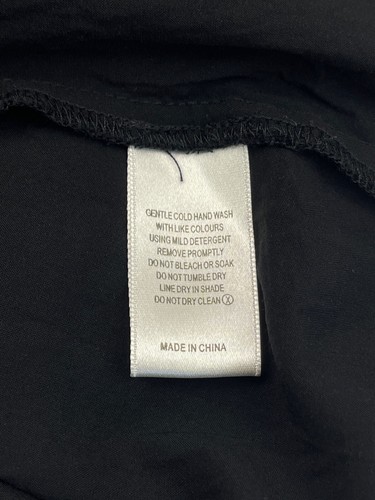 GENTLE COLD HAND WASH
WITH LIKE COLOURS
USING MILD DETERGENT
REMOVE PROMPTLY
DO NOT BLEACH OR SOAK
DO NOT TUMBLE DRY
LINE DRY IN SHADE
DO NOT DRY CLEAN Ⓧ
MADE IN CHINA